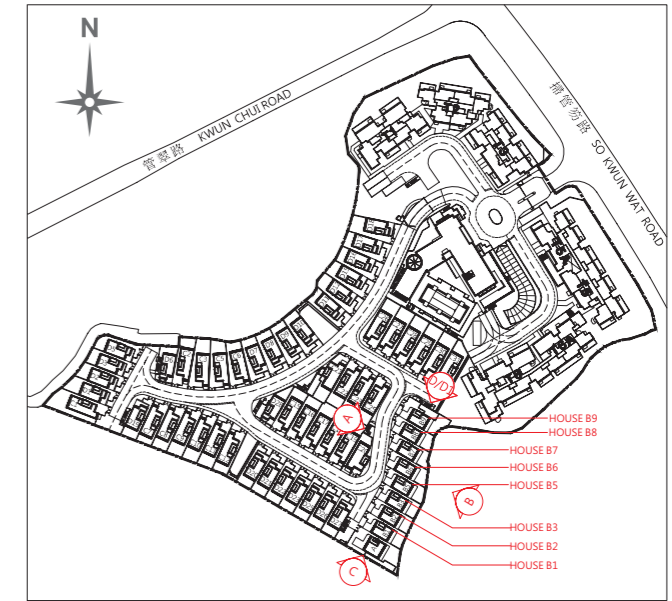 N
管翠路 KWUN CHUI ROAD
掃管笏路 SO KWUN WAT ROAD
D/D1
A
HOUSE B9
HOUSE B8
HOUSE B7
HOUSE B6
HOUSE B5
B
HOUSE B3
HOUSE B2
HOUSE B1
C